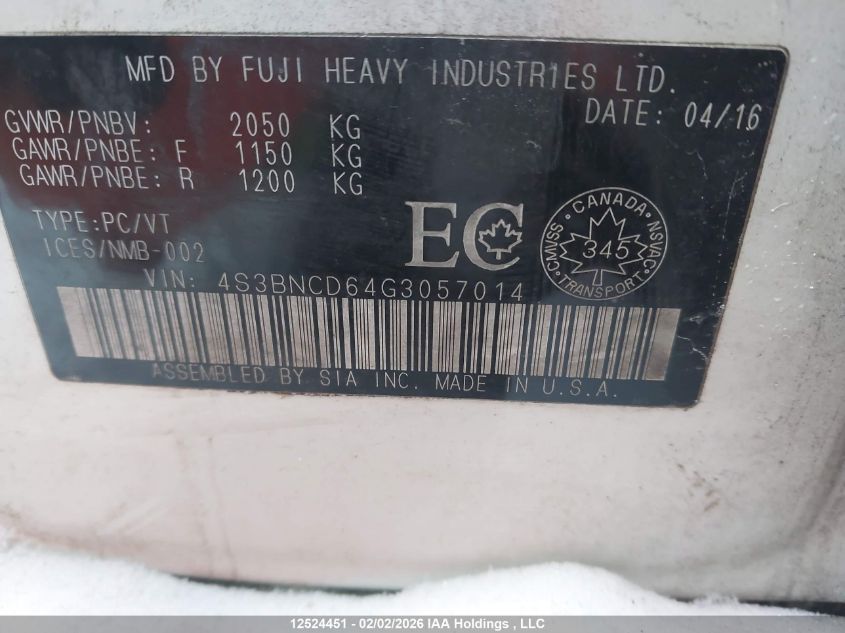 MFD BY FUJI HEAVY INDUSTRIES LTD.
DATE: 04/16
GVWR/PNBV: 2050 KG
GAWR/PNBE: F 1150 KG
GAWR/PNBE: R 1200 KG
TYPE:PC/VT
ICES/NMB-002
EC
CANADA
CMVSS 345 NSVAC
TRANSPORT
VIN: 4S3BNCD64G3057014
ASSEMBLED BY SIA INC. MADE IN U.S.A.
12524451 - 02/02/2026 IAA Holdings , LLC